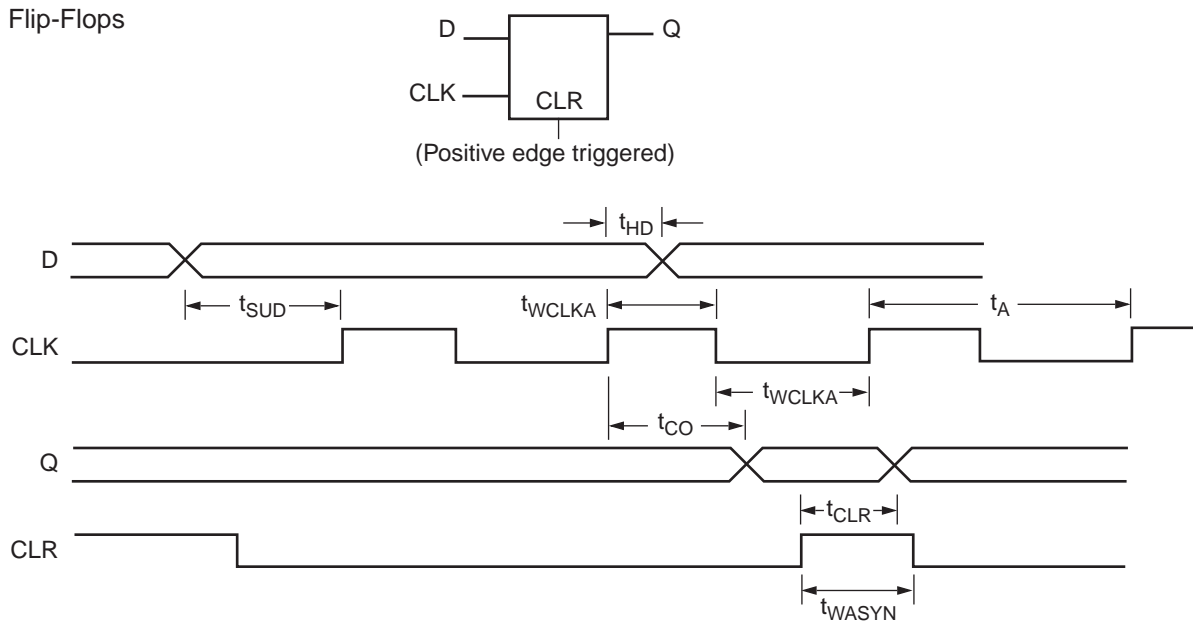 Flip-Flops
D
Q
CLK
CLR
(Positive edge triggered)
tHD
D
tSUD
tWCLKA
tA
CLK
tWCLKA
tCO
Q
tCLR
CLR
tWASYN